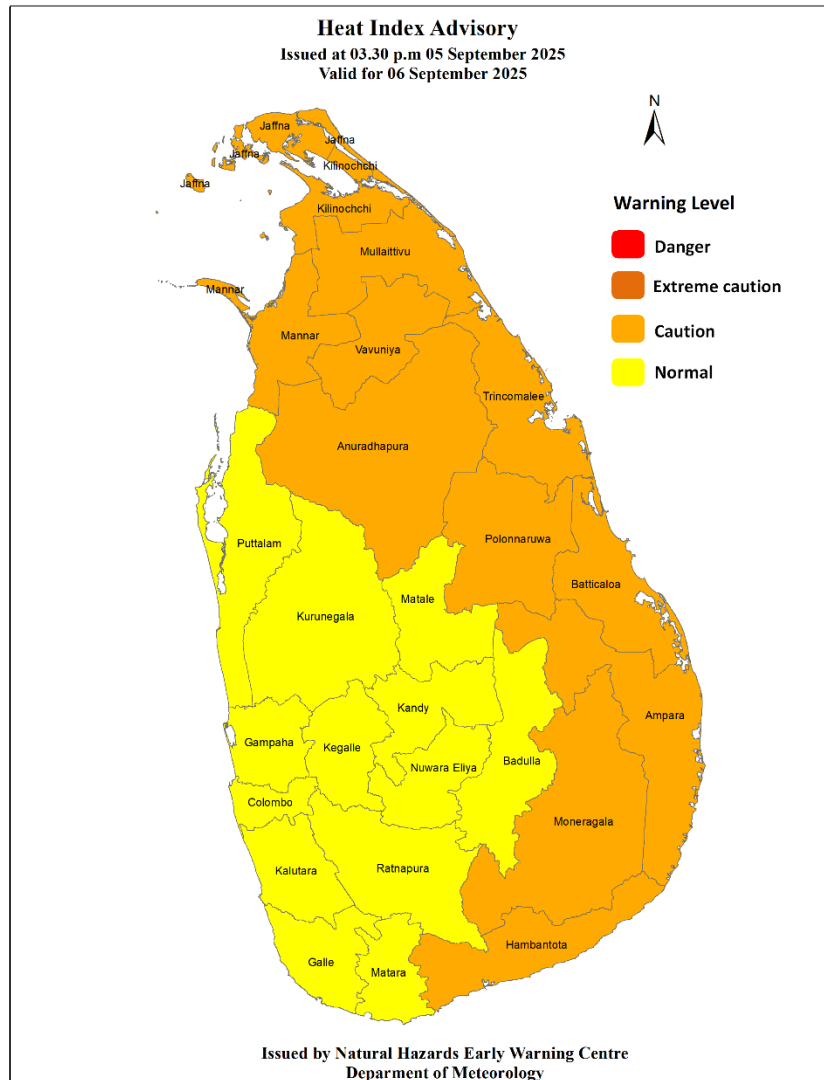 Heat Index Advisory
Issued at 03.30 p.m 05 September 2025
Valid for 06 September 2025
N
Warning Level
Danger
Extreme caution
Caution
Normal
Jaffna
Jaffna
Jaffna
Kilinochchi
Jaffna
Kilinochchi
Mullaittivu
Mannar
Mannar
Vavuniya
Trincomalee
Anuradhapura
Polonnaruwa
Puttalam
Batticaloa
Matale
Kurunegala
Kandy
Ampara
Gampaha
Kegalle
Nuwara Eliya
Badulla
Colombo
Moneragala
Ratnapura
Kalutara
Hambantota
Galle
Matara
Issued by Natural Hazards Early Warning Centre
Deparment of Meteorology